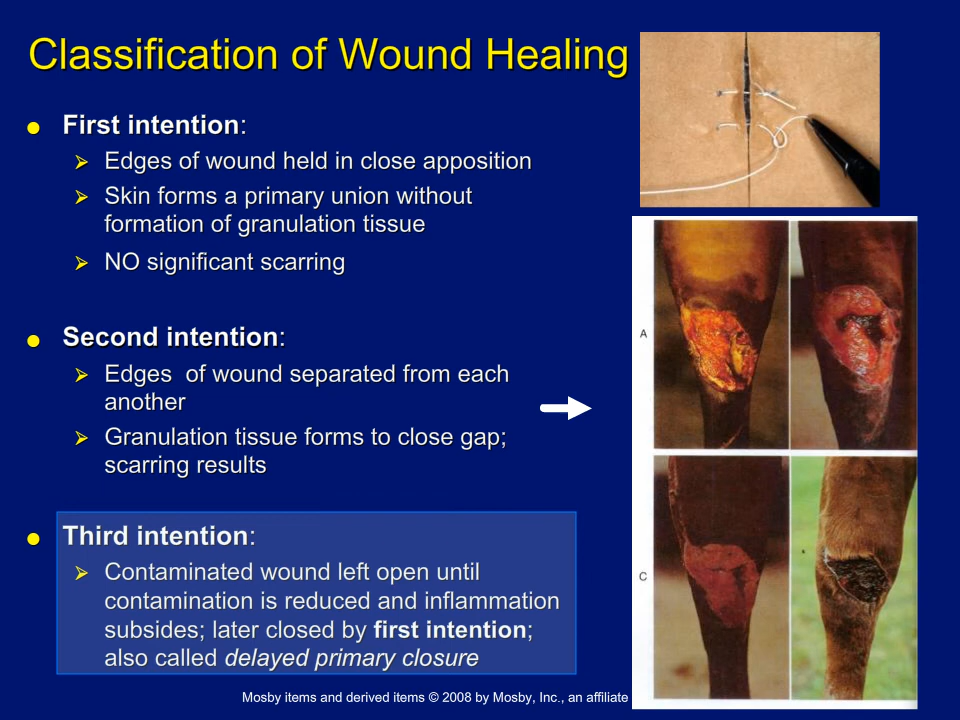 Classification of Wound Healing
First intention:
Edges of wound held in close apposition
Skin forms a primary union without
formation of granulation tissue
NO significant scarring
Second intention:
Edges of wound separated from each
another
Granulation tissue forms to close gap;
scarring results
Third intention:
Contaminated wound left open until
contamination is reduced and inflammation
subsides; later closed by first intention;
also called delayed primary closure
A
C
Mosby items and derived items © 2008 by Mosby, Inc., an affiliate